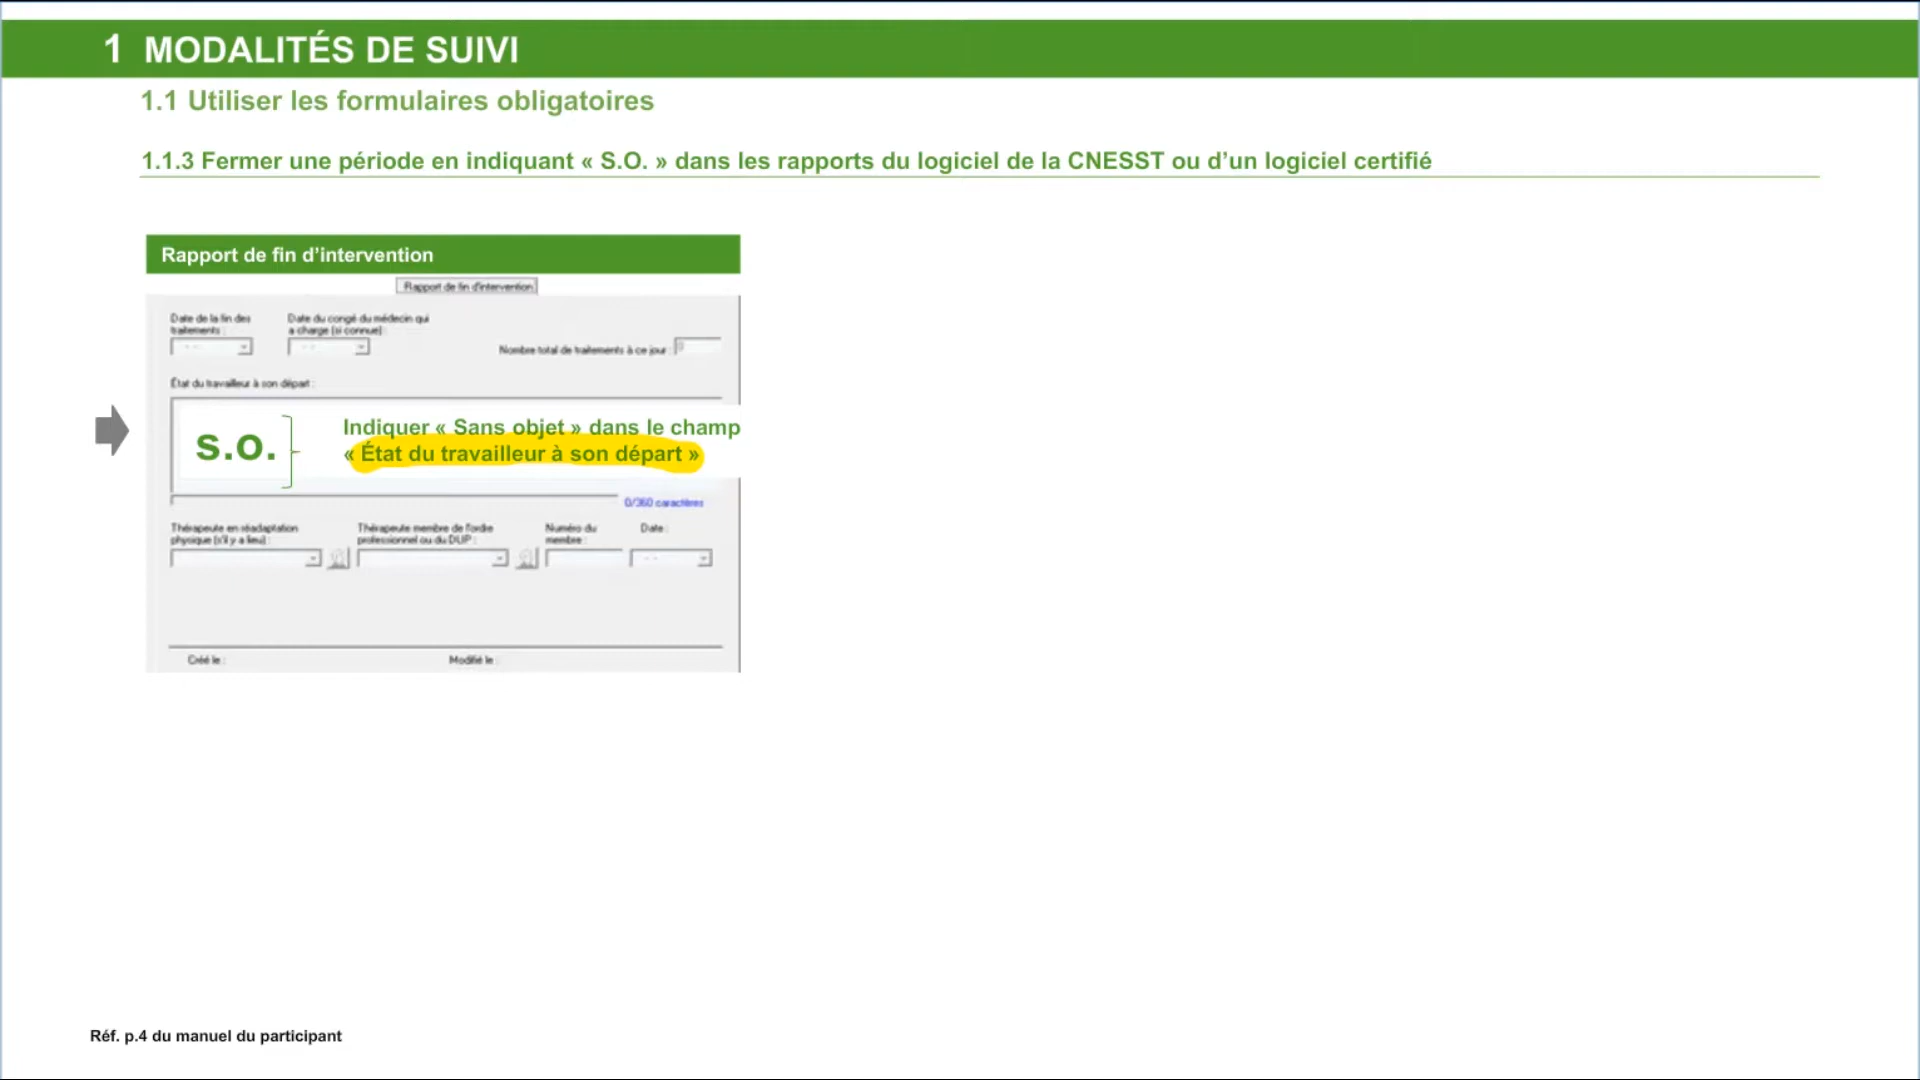 1 MODALITÉS DE SUIVI
1.1 Utiliser les formulaires obligatoires
1.1.3 Fermer une période en indiquant « S.O. » dans les rapports du logiciel de la CNESST ou d’un logiciel certifié
Rapport de fin d’intervention
Rapport de fin d'intervention
Date de la fin des
traitements :
Date du congé du médecin qui
a charge (si connue) :
Nombre total de traitements à ce jour : 0
État du travailleur à son départ :
s.o.
Indiquer « Sans objet » dans le champ
« État du travailleur à son départ »
0/360 caractères
Thérapeute en réadaptation
physique (s'il y a lieu) :
Thérapeute membre de l'ordre
professionnel ou du DUP :
Numéro du
membre :
Date :
Créé le :
Modifié le :
Réf. p.4 du manuel du participant